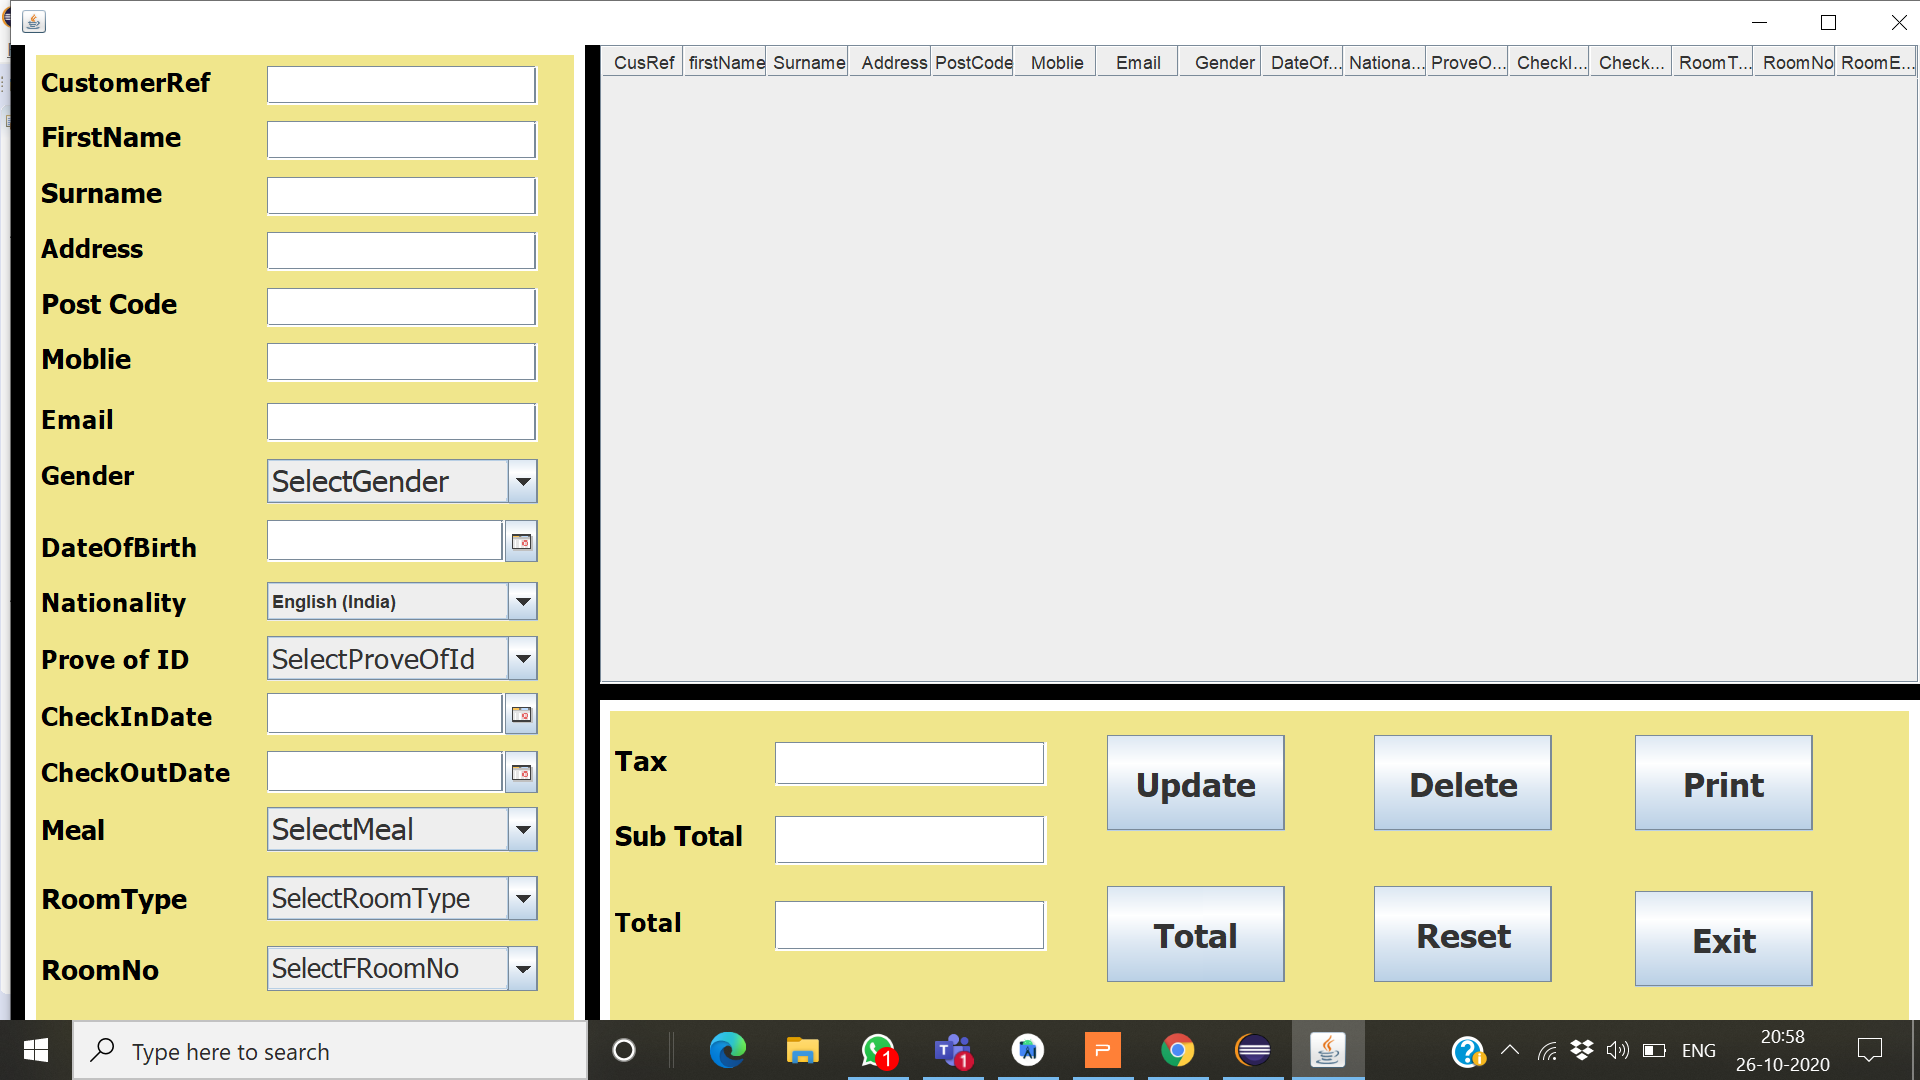 CustomerRef
FirstName
Surname
Address
Post Code
Moblie
Email
Gender
SelectGender
DateOfBirth
Nationality
English (India)
Prove of ID
SelectProveOfId
CheckInDate
CheckOutDate
Meal
SelectMeal
RoomType
SelectRoomType
RoomNo
SelectFRoomNo
CusRef firstName Surname Address PostCode Moblie Email Gender DateOf... Nationa... ProveO... CheckI... Check... RoomT... RoomNo RoomE...
Tax
Sub Total
Total
Update Delete Print
Total Reset Exit
Type here to search
1
1
ENG
20:58
26-10-2020